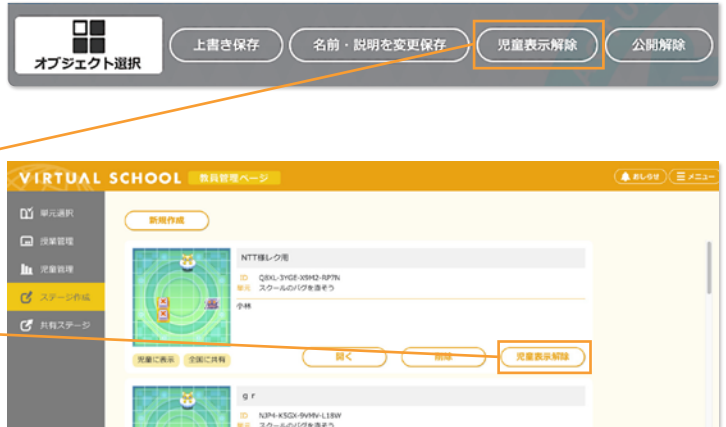 オブジェクト選択
上書き保存
名前・説明を変更保存
児童表示解除
公開解除
VIRTUAL SCHOOL 教員管理ページ
おしらせ
メニュー
単元選択
授業管理
児童管理
ステージ作成
共有ステージ
新規作成
NTT様レク用
ID Q8XL-3YGE-X9M2-RP7N
単元 スクールのバグを直そう
小林
児童に表示 全国に共有
開く
削除
児童表示解除
g r
ID NJP4-K5GX-9VMV-L18W
単元 スクールのバグを直そう